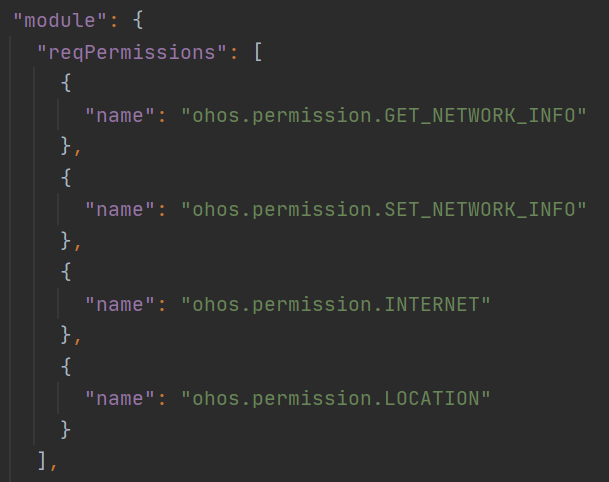 "module": {
"reqPermissions": [
{
"name": "ohos.permission.GET_NETWORK_INFO"
},
{
"name": "ohos.permission.SET_NETWORK_INFO"
},
{
"name": "ohos.permission.INTERNET"
},
{
"name": "ohos.permission.LOCATION"
}
],